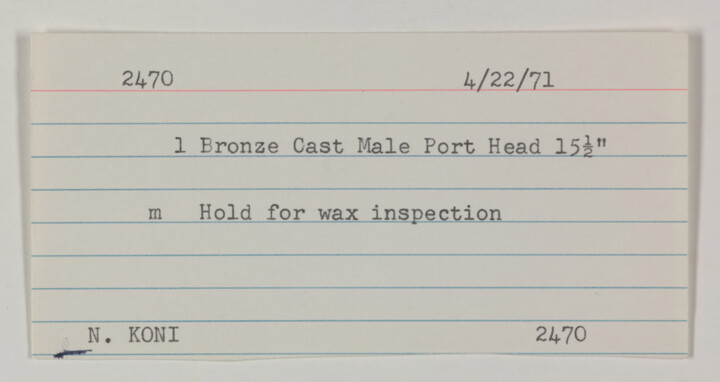 2470 4/22/71
1 Bronze Cast Male Port Head 15½"
m Hold for wax inspection
N. KONI 2470